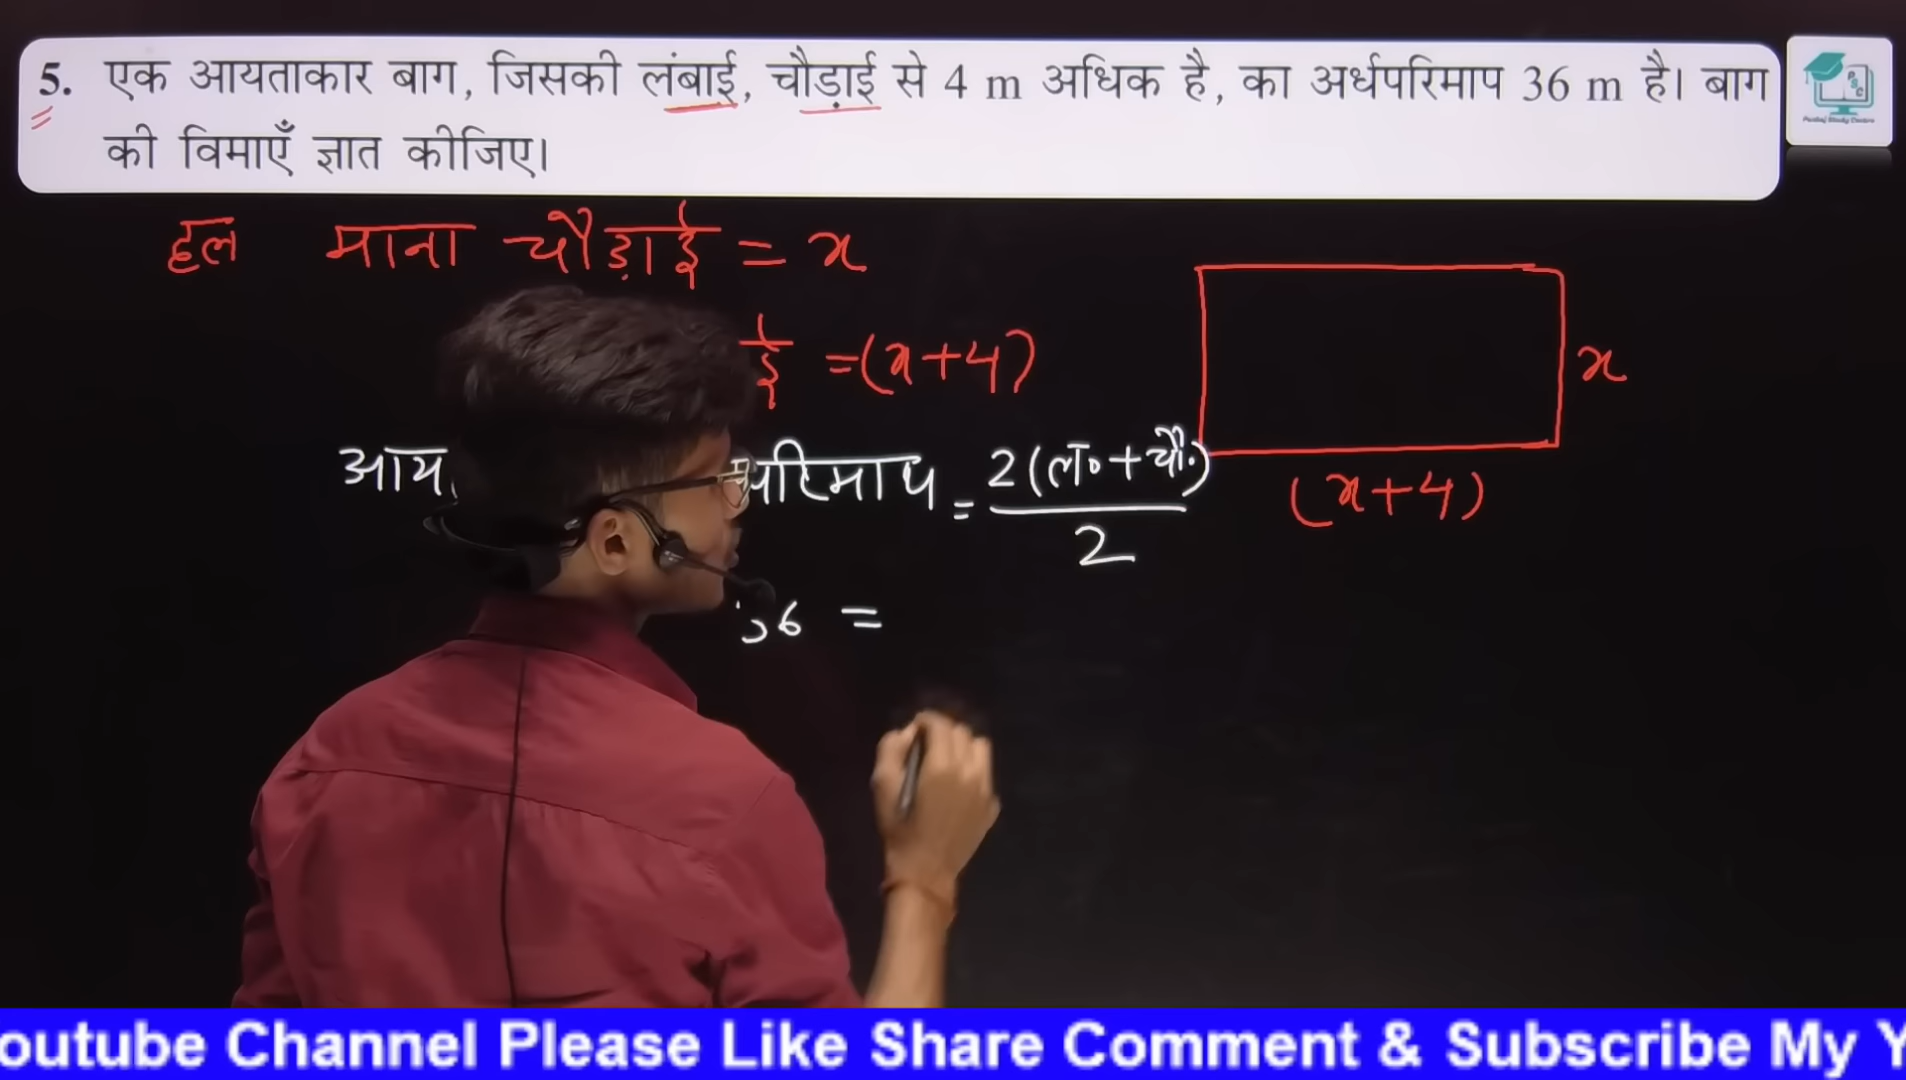 5. एक आयताकार बाग, जिसकी लंबाई, चौड़ाई से 4 m अधिक है, का अर्धपरिमाप 36 m है। बाग
की विमाएँ ज्ञात कीजिए।
हल माना चौड़ाई = x
ई = (x+4)
x
आय
परिमाप = 2(लं०+चौ.)
2
(x+4)
36 =
outube Channel Please Like Share Comment & Subscribe My Y